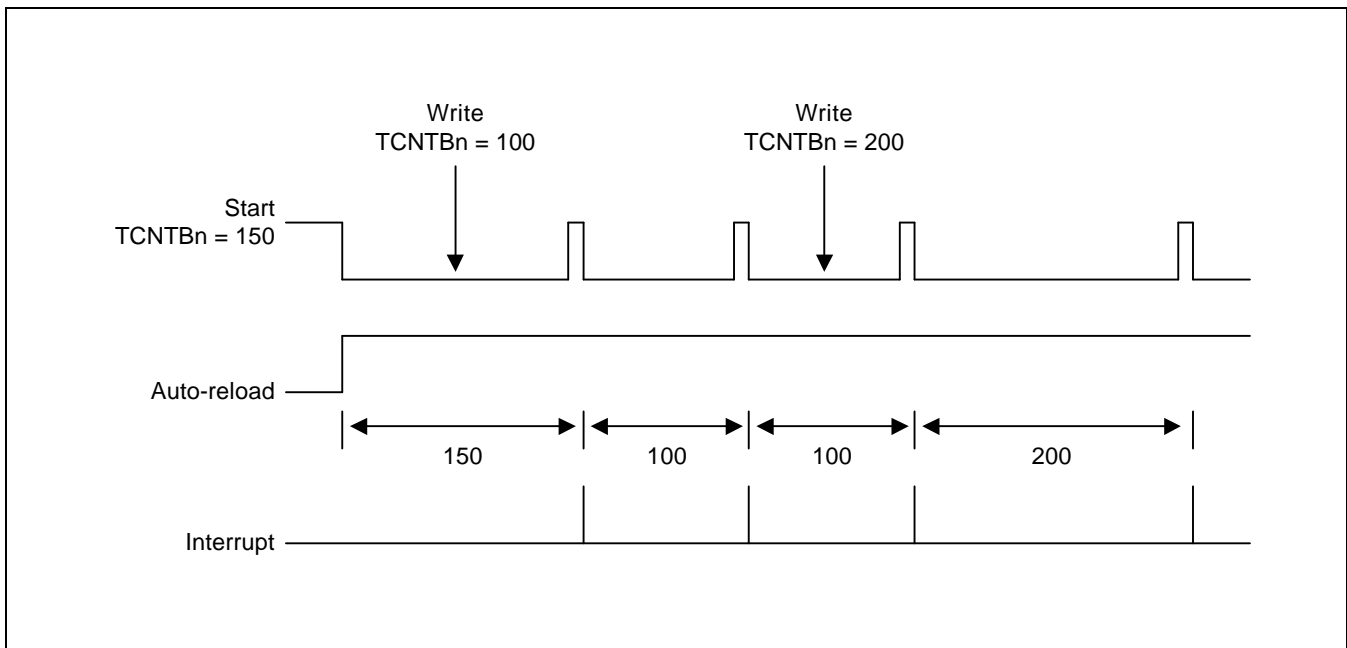 Write
TCNTBn = 100
Write
TCNTBn = 200
Start
TCNTBn = 150
Auto-reload
150
100
100
200
Interrupt